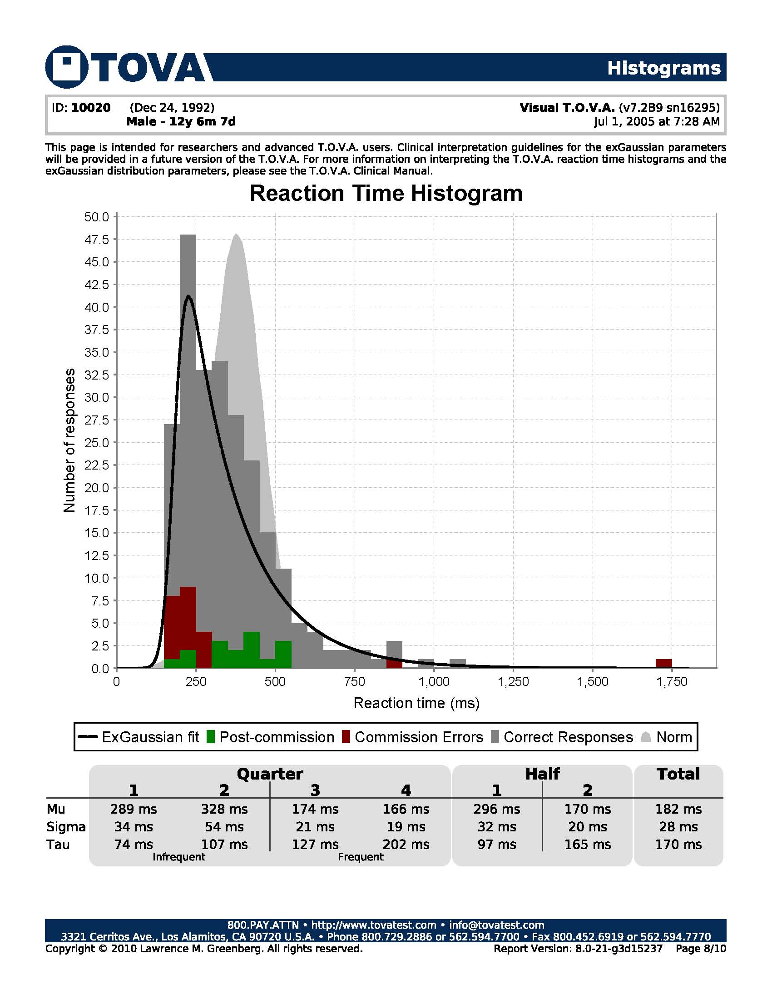 TOVA Histograms
ID: 10020 (Dec 24, 1992) Visual T.O.V.A. (v7.2B9 sn16295)
Male - 12y 6m 7d Jul 1, 2005 at 7:28 AM
This page is intended for researchers and advanced T.O.V.A. users. Clinical interpretation guidelines for the exGaussian parameters
will be provided in a future version of the T.O.V.A. For more information on interpreting the T.O.V.A. reaction time histograms and the
exGaussian distribution parameters, please see the T.O.V.A. Clinical Manual.
Reaction Time Histogram
Number of responses
50.0
47.5
45.0
42.5
40.0
37.5
35.0
32.5
30.0
27.5
25.0
22.5
20.0
17.5
15.0
12.5
10.0
7.5
5.0
2.5
0.0
0 250 500 750 1,000 1,250 1,500 1,750
Reaction time (ms)
ExGaussian fit Post-commission Commission Errors Correct Responses Norm
Quarter Half Total
1 2 3 4 1 2
Mu 289 ms 328 ms 174 ms 166 ms 296 ms 170 ms 182 ms
Sigma 34 ms 54 ms 21 ms 19 ms 32 ms 20 ms 28 ms
Tau 74 ms 107 ms 127 ms 202 ms 97 ms 165 ms 170 ms
Infrequent Frequent
800.PAY.ATTN • http://www.tovatest.com • info@tovatest.com
3321 Cerritos Ave., Los Alamitos, CA 90720 U.S.A. • Phone 800.729.2886 or 562.594.7700 • Fax 800.452.6919 or 562.594.7770
Copyright © 2010 Lawrence M. Greenberg. All rights reserved. Report Version: 8.0-21-g3d15237 Page 8/10